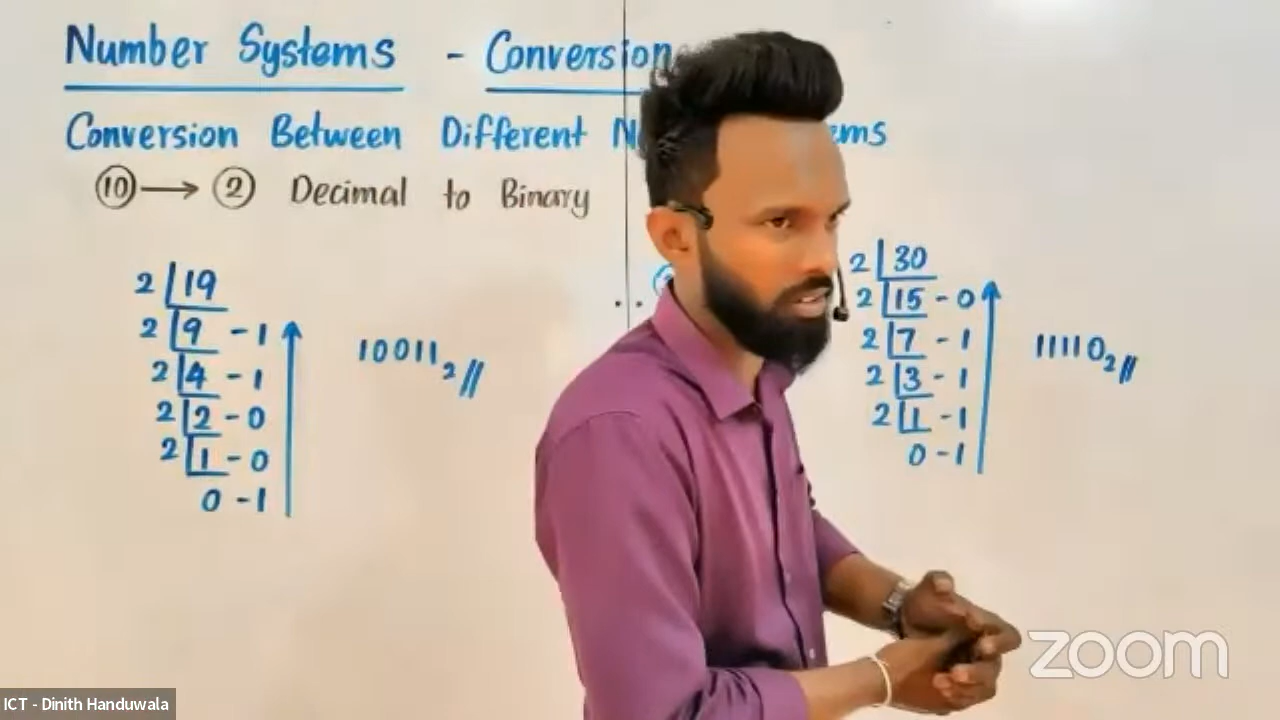 Number Systems - Conversion
Conversion Between Different N ems
10 → 2 Decimal to Binary
2 | 19
2 | 9 - 1
2 | 4 - 1
2 | 2 - 0
2 | 1 - 0
0 - 1
10011₂ //
2 | 30
2 | 15 - 0
2 | 7 - 1
2 | 3 - 1
2 | 1 - 1
0 - 1
11110₂ //
zoom
ICT - Dinith Handuwala